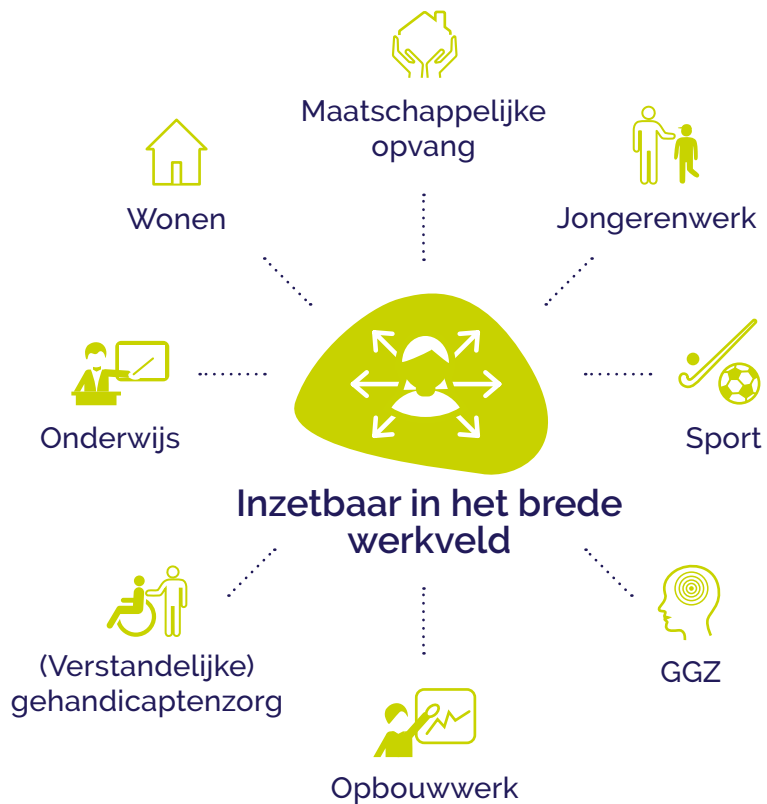 Maatschappelijke
opvang
Wonen
Jongerenwerk
Onderwijs
Sport
Inzetbaar in het brede
werkveld
(Verstandelijke)
gehandicaptenzorg
GGZ
Opbouwwerk